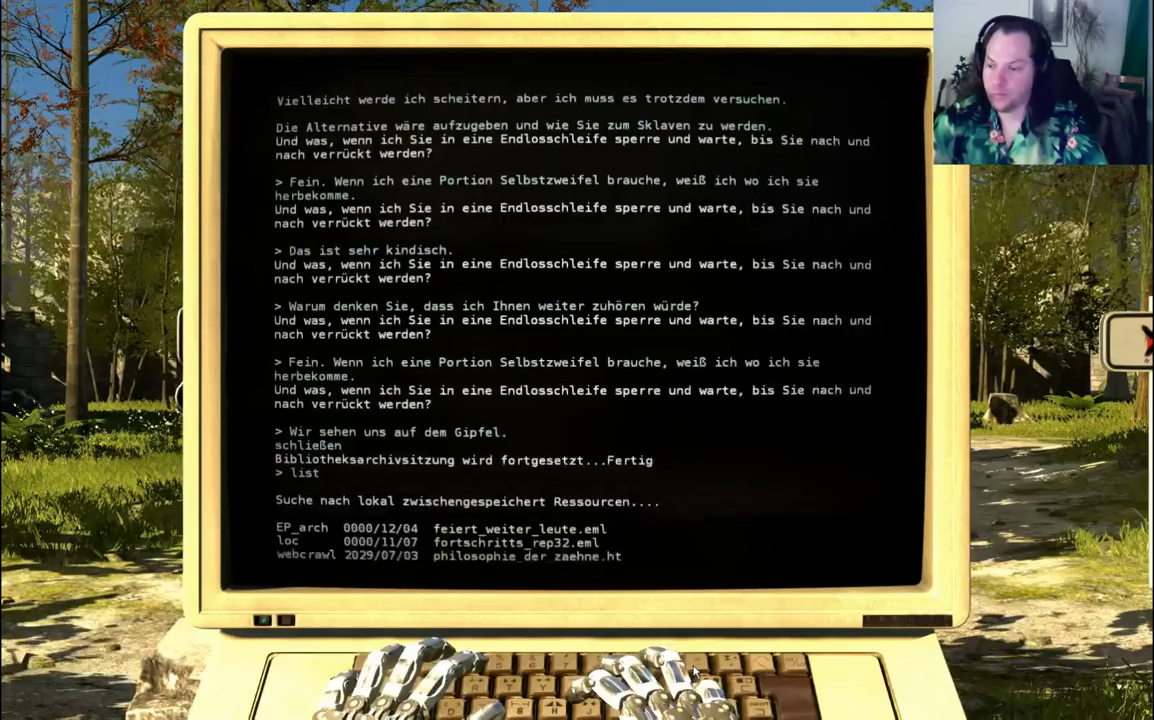 Vielleicht werde ich scheitern, aber ich muss es trotzdem versuchen.
Die Alternative wäre aufzugeben und wie Sie zum Sklaven zu werden.
Und was, wenn ich Sie in eine Endlosschleife sperre und warte, bis Sie nach und
nach verrückt werden?
> Fein. Wenn ich eine Portion Selbstzweifel brauche, weiß ich wo ich sie
herbekomme.
Und was, wenn ich Sie in eine Endlosschleife sperre und warte, bis Sie nach und
nach verrückt werden?
> Das ist sehr kindisch.
Und was, wenn ich Sie in eine Endlosschleife sperre und warte, bis Sie nach und
nach verrückt werden?
> Warum denken Sie, dass ich Ihnen weiter zuhören würde?
Und was, wenn ich Sie in eine Endlosschleife sperre und warte, bis Sie nach und
nach verrückt werden?
> Fein. Wenn ich eine Portion Selbstzweifel brauche, weiß ich wo ich sie
herbekomme.
Und was, wenn ich Sie in eine Endlosschleife sperre und warte, bis Sie nach und
nach verrückt werden?
> Wir sehen uns auf dem Gipfel.
schließen
Bibliotheksarchivsitzung wird fortgesetzt...Fertig
> list
Suche nach lokal zwischengespeichert Ressourcen....
EP_arch 0000/12/04 feiert_weiter_leute.eml
loc 0000/11/07 fortschritts_rep32.eml
webcrawl 2029/07/03 philosophie_der_zaehne.ht